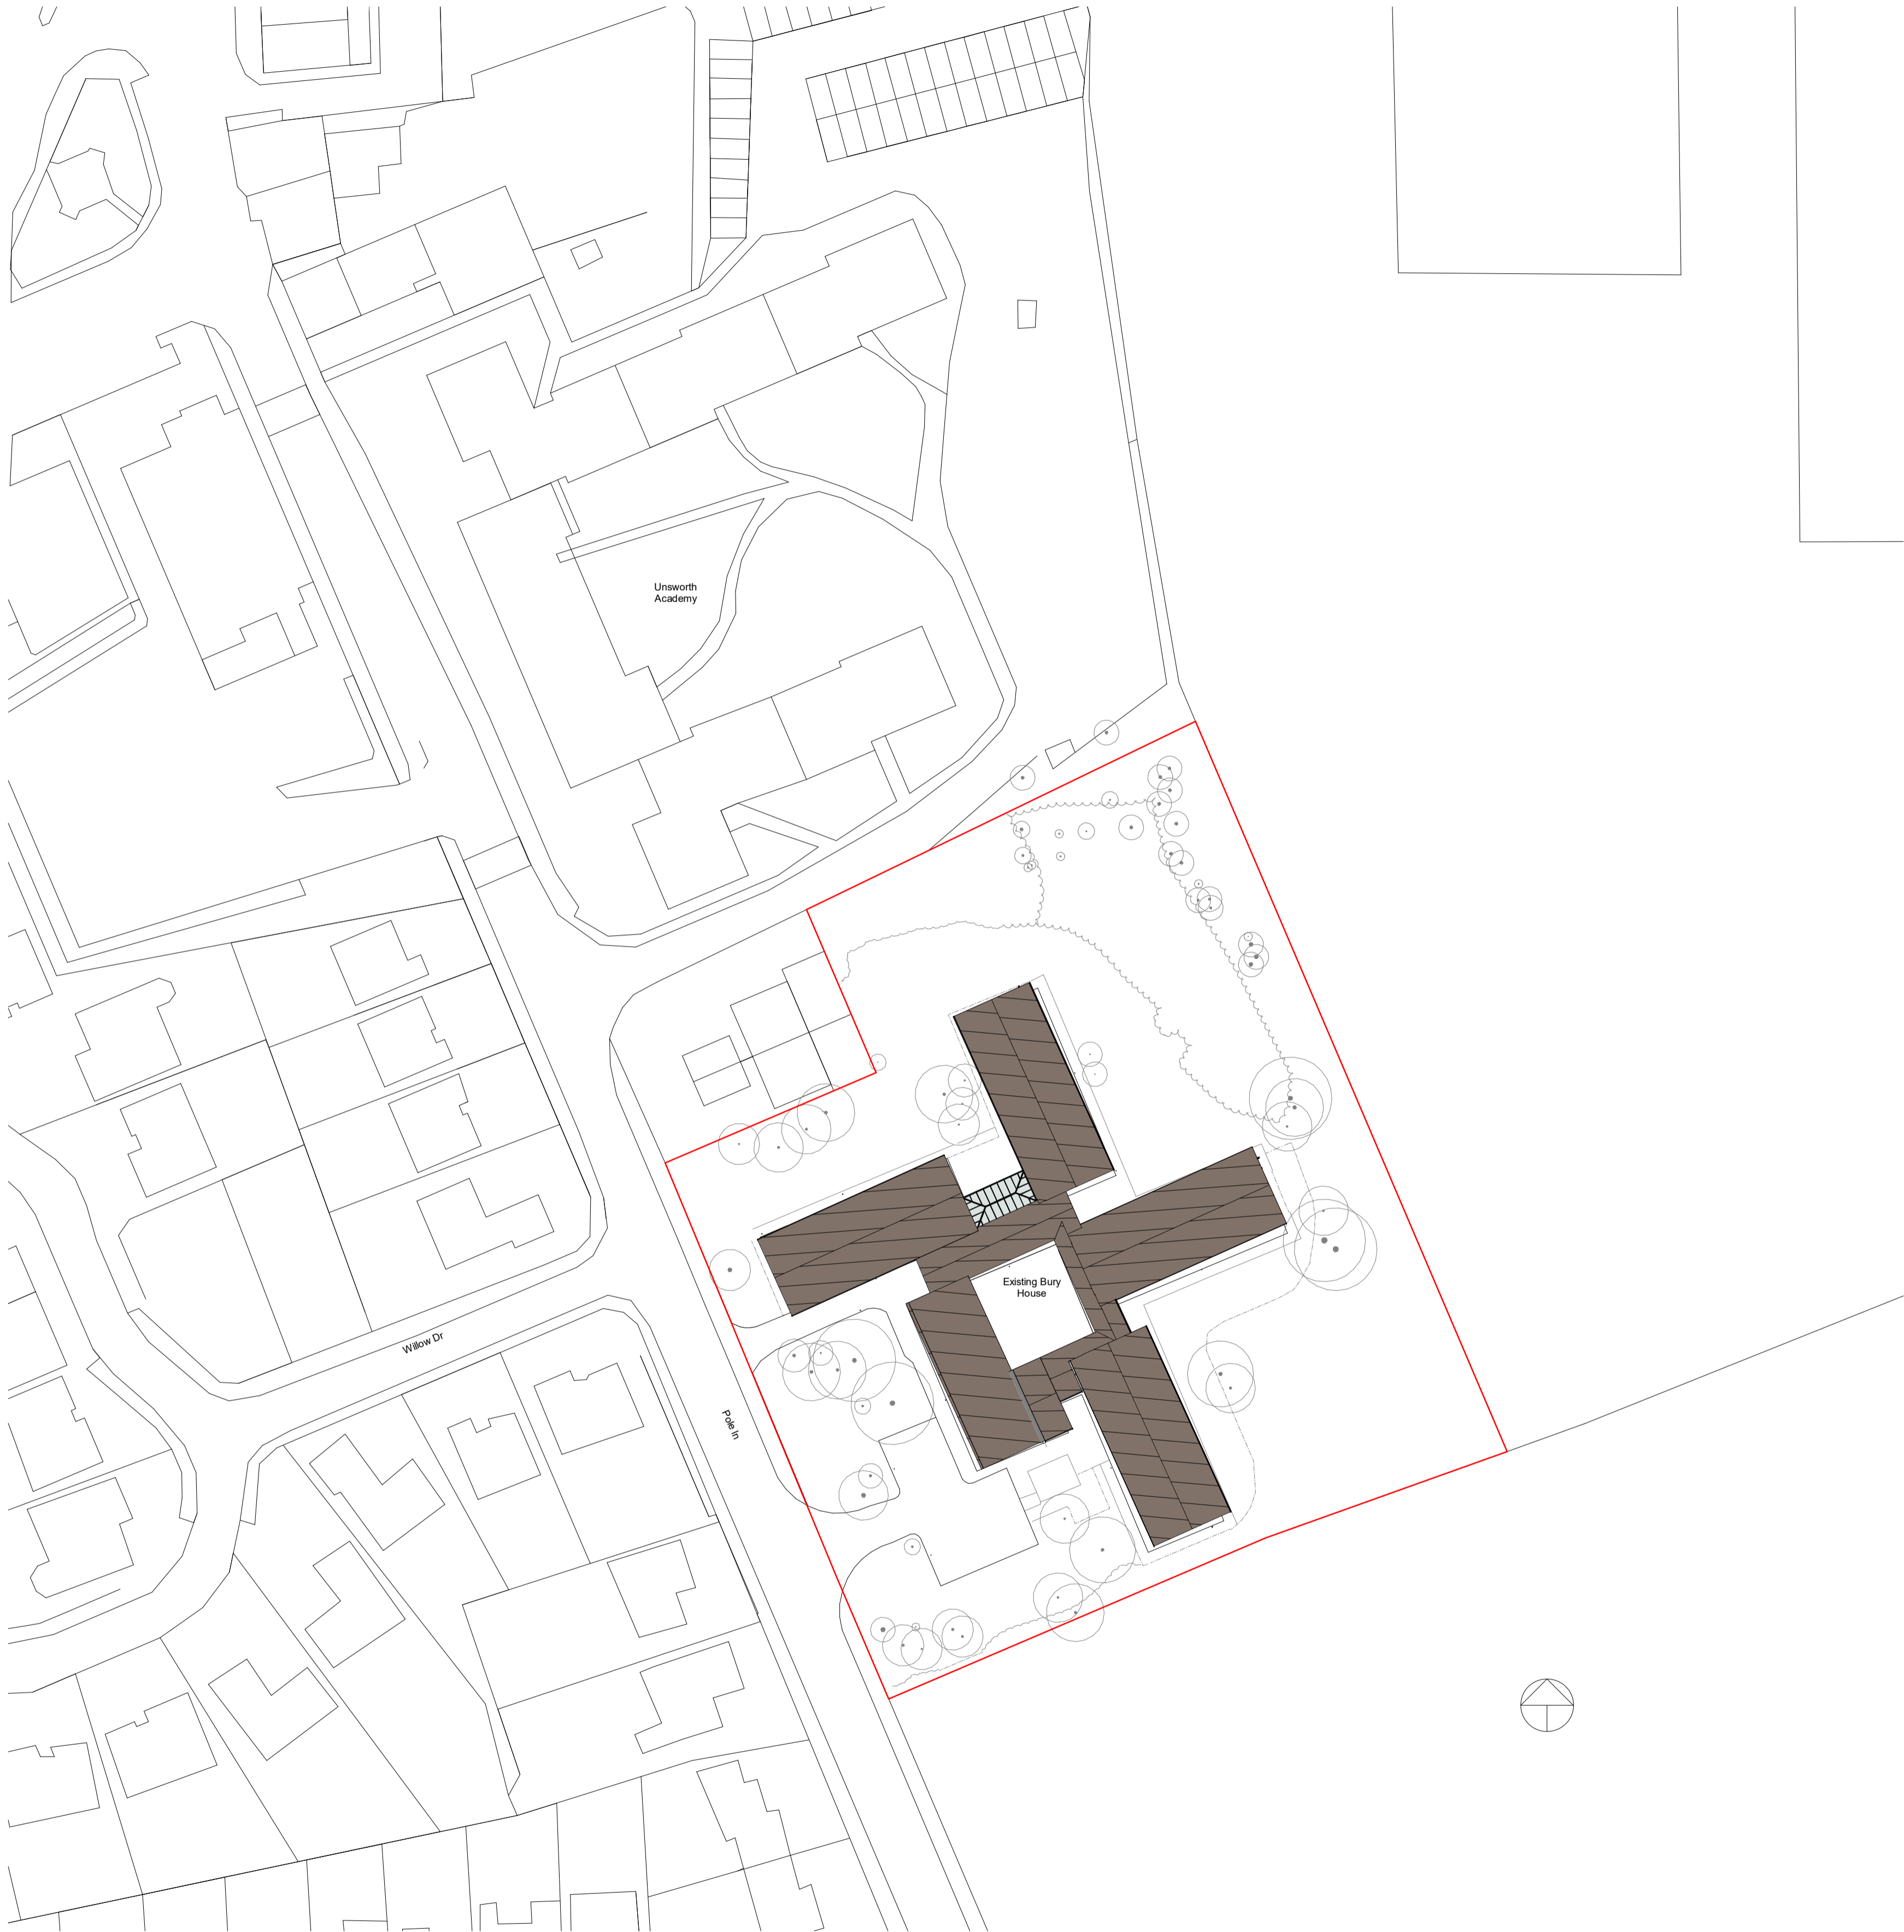 Unsworth
Academy
Existing Bury
House
Willow Dr
Pole ln